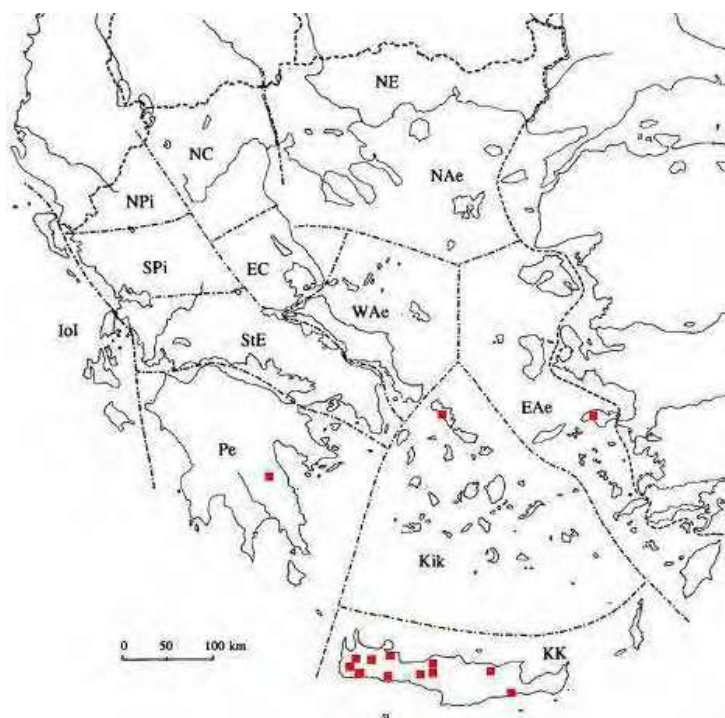 NE
NC
NAe
NPi
SPi
EC
WAe
IoI
StE
EAe
Pe
Kik
0 50 100 km
KK